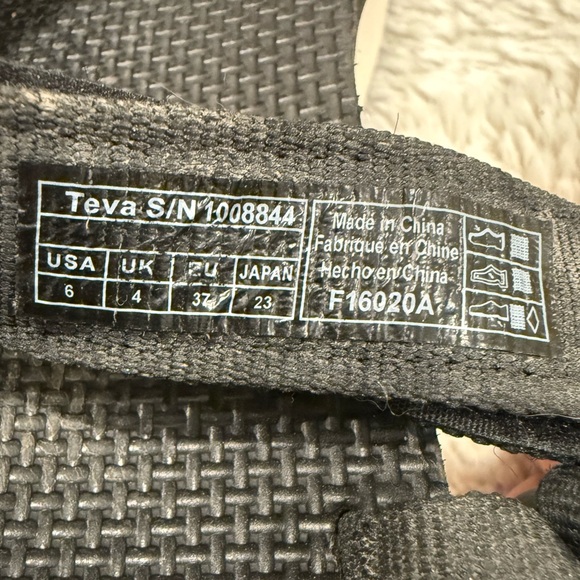 Teva S/N 1008844
USA UK EU JAPAN
6 4 37 23
Made in China
Fabriqué en Chine
Hecho en China
F16020A